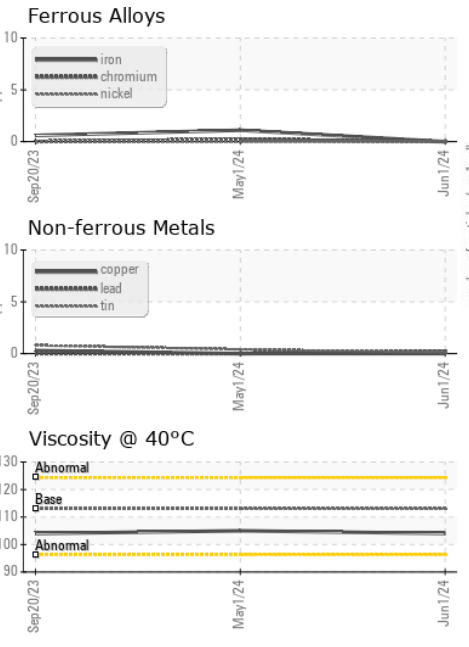 Ferrous Alloys
10
iron
chromium
nickel
5
0
Sep20/23
May1/24
Jun1/24
Non-ferrous Metals
10
copper
lead
tin
5
0
Sep20/23
May1/24
Jun1/24
Viscosity @ 40°C
130
Abnormal
120
Base
110
Abnormal
100
90
Sep20/23
May1/24
Jun1/24